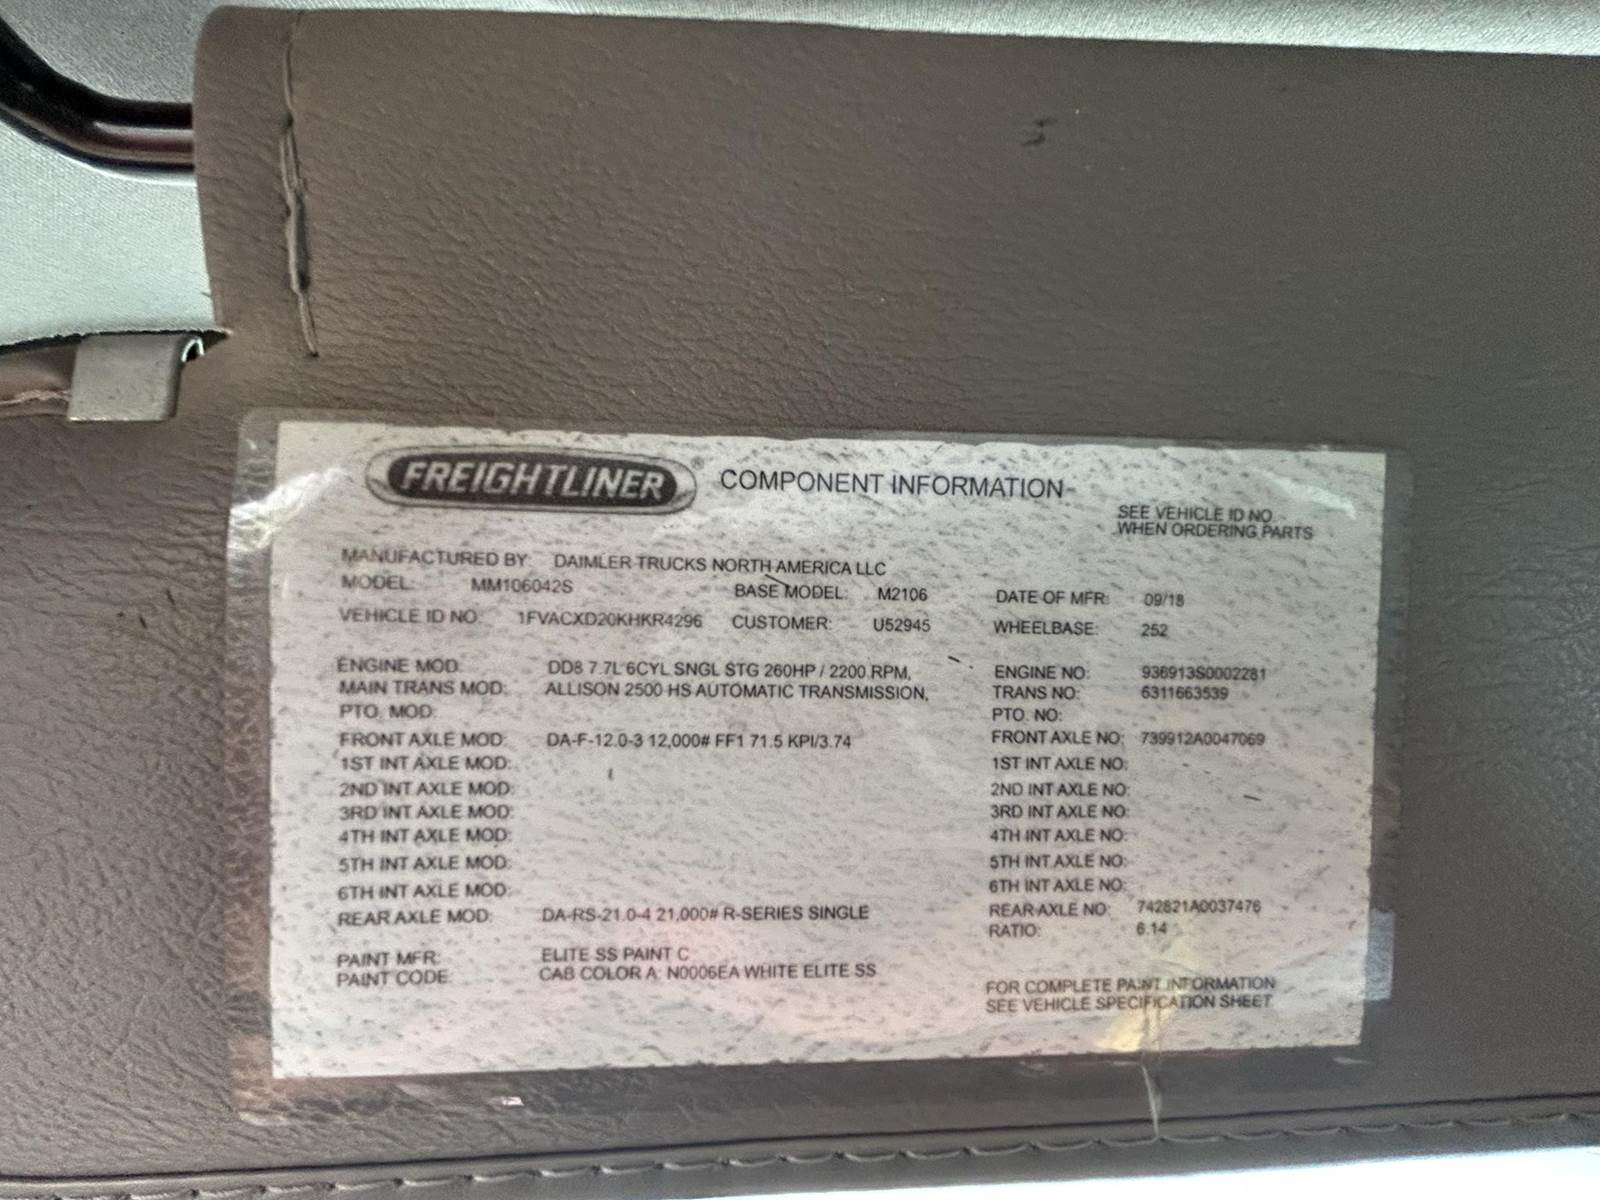 FREIGHTLINER® COMPONENT INFORMATION
SEE VEHICLE ID NO.
WHEN ORDERING PARTS
MANUFACTURED BY: DAIMLER TRUCKS NORTH AMERICA LLC
MODEL: MM106042S BASE MODEL: M2106 DATE OF MFR: 09/18
VEHICLE ID NO: 1FVACXD20KHKR4296 CUSTOMER: U52945 WHEELBASE: 252
ENGINE MOD: DD8 7.7L 6CYL SNGL STG 260HP / 2200 RPM, ENGINE NO: 936913S0002281
MAIN TRANS MOD: ALLISON 2500 HS AUTOMATIC TRANSMISSION, TRANS NO: 6311663539
PTO. MOD: PTO. NO:
FRONT AXLE MOD: DA-F-12.0-3 12,000# FF1 71.5 KPI/3.74 FRONT AXLE NO: 739912A0047069
1ST INT AXLE MOD: 1ST INT AXLE NO:
2ND INT AXLE MOD: 2ND INT AXLE NO:
3RD INT AXLE MOD: 3RD INT AXLE NO:
4TH INT AXLE MOD: 4TH INT AXLE NO:
5TH INT AXLE MOD: 5TH INT AXLE NO:
6TH INT AXLE MOD: 6TH INT AXLE NO:
REAR AXLE MOD: DA-RS-21.0-4 21,000# R-SERIES SINGLE REAR AXLE NO: 742821A0037476
RATIO: 6.14
PAINT MFR: ELITE SS PAINT C
PAINT CODE: CAB COLOR A: N0006EA WHITE ELITE SS
FOR COMPLETE PAINT INFORMATION
SEE VEHICLE SPECIFICATION SHEET